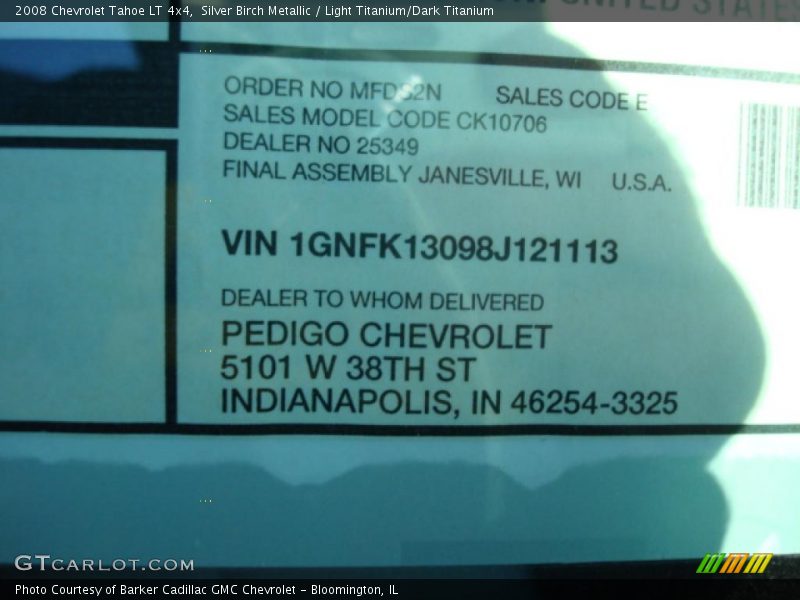 2008 Chevrolet Tahoe LT 4x4, Silver Birch Metallic / Light Titanium/Dark Titanium
UNITED STATES
ORDER NO MFDS2N SALES CODE E
SALES MODEL CODE CK10706
DEALER NO 25349
FINAL ASSEMBLY JANESVILLE, WI U.S.A.
VIN 1GNFK13098J121113
DEALER TO WHOM DELIVERED
PEDIGO CHEVROLET
5101 W 38TH ST
INDIANAPOLIS, IN 46254-3325
GTCARLOT.COM
Photo Courtesy of Barker Cadillac GMC Chevrolet - Bloomington, IL